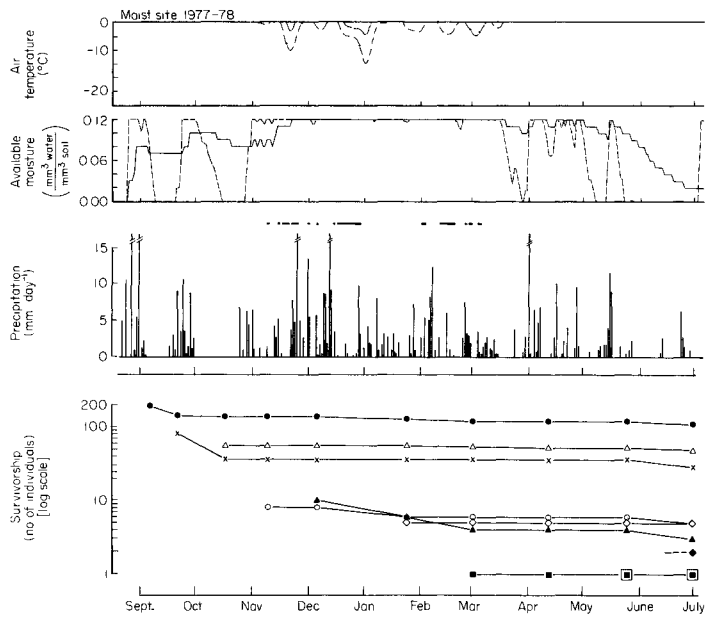 Moist site 1977-78
Air
temperature
(°C)
0
-10
-20
Available
moisture
(mm³ water
mm³ soil)
0.12
0.06
0.00
Precipitation
(mm day⁻¹)
15
10
5
0
Survivorship
(no of individuals)
[log scale]
200
100
10
1
Sept.
Oct
Nov
Dec
Jan
Feb
Mar
Apr
May
June
July